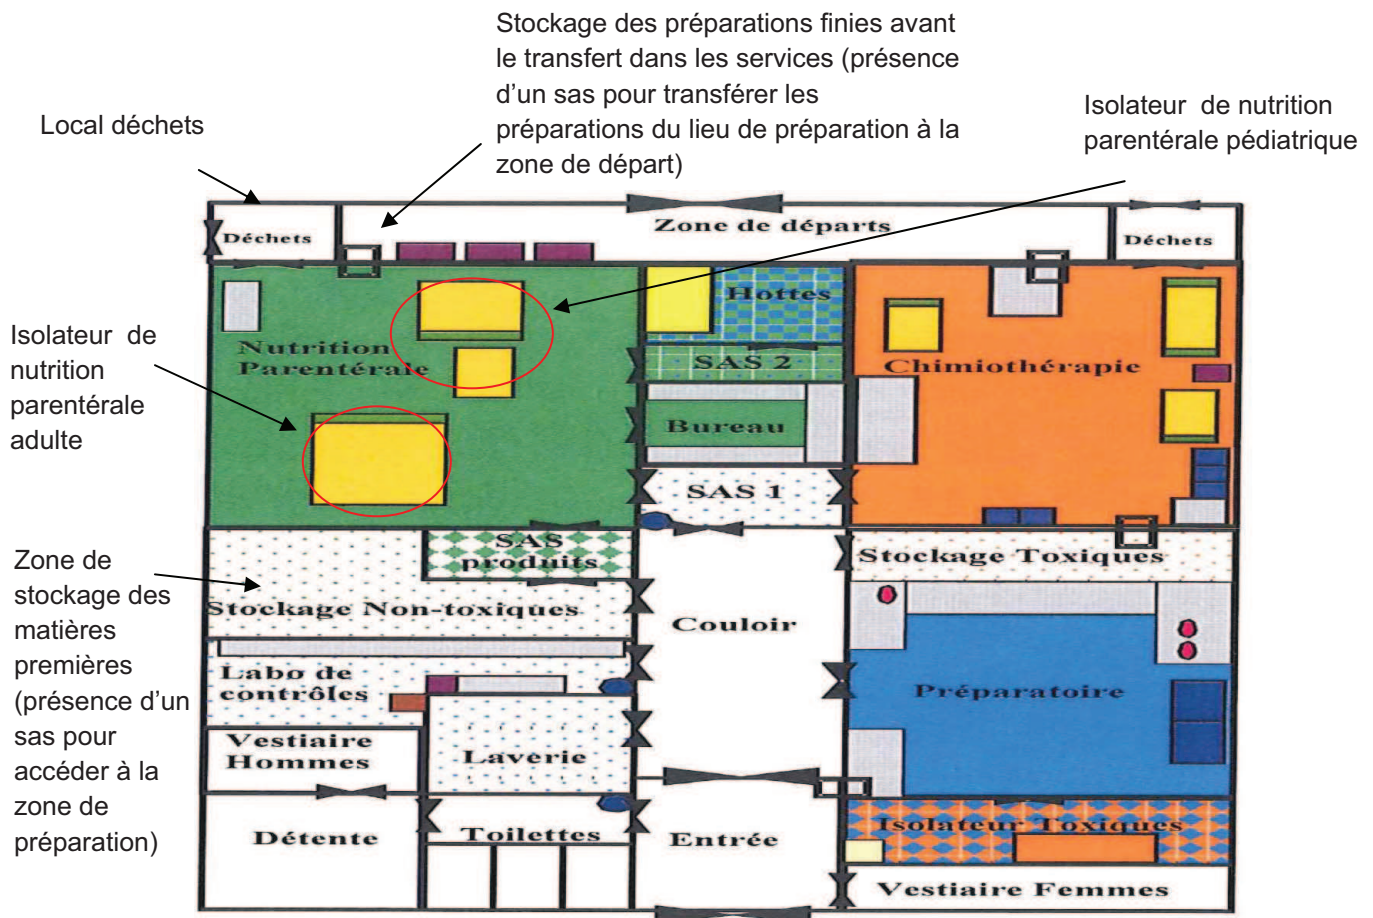 Stockage des préparations finies avant
le transfert dans les services (présence
d'un sas pour transférer les
préparations du lieu de préparation à la
zone de départ)
Isolateur de nutrition
parentérale pédiatrique
Local déchets
Zone de départs
Déchets
Déchets
Hottes
Isolateur de
nutrition
parentérale
adulte
Nutrition
Parentérale
SAS 2
Chimiothérapie
Bureau
SAS 1
SAS
produits
Stockage Toxiques
Zone de
stockage des
matières
premières
(présence d'un
sas pour
accéder à la
zone de
préparation)
Stockage Non-toxiques
Couloir
Labo de
contrôles
Préparatoire
Vestiaire
Hommes
Laverie
Détente
Toilettes
Entrée
Isolateur Toxiques
Vestiaire Femmes